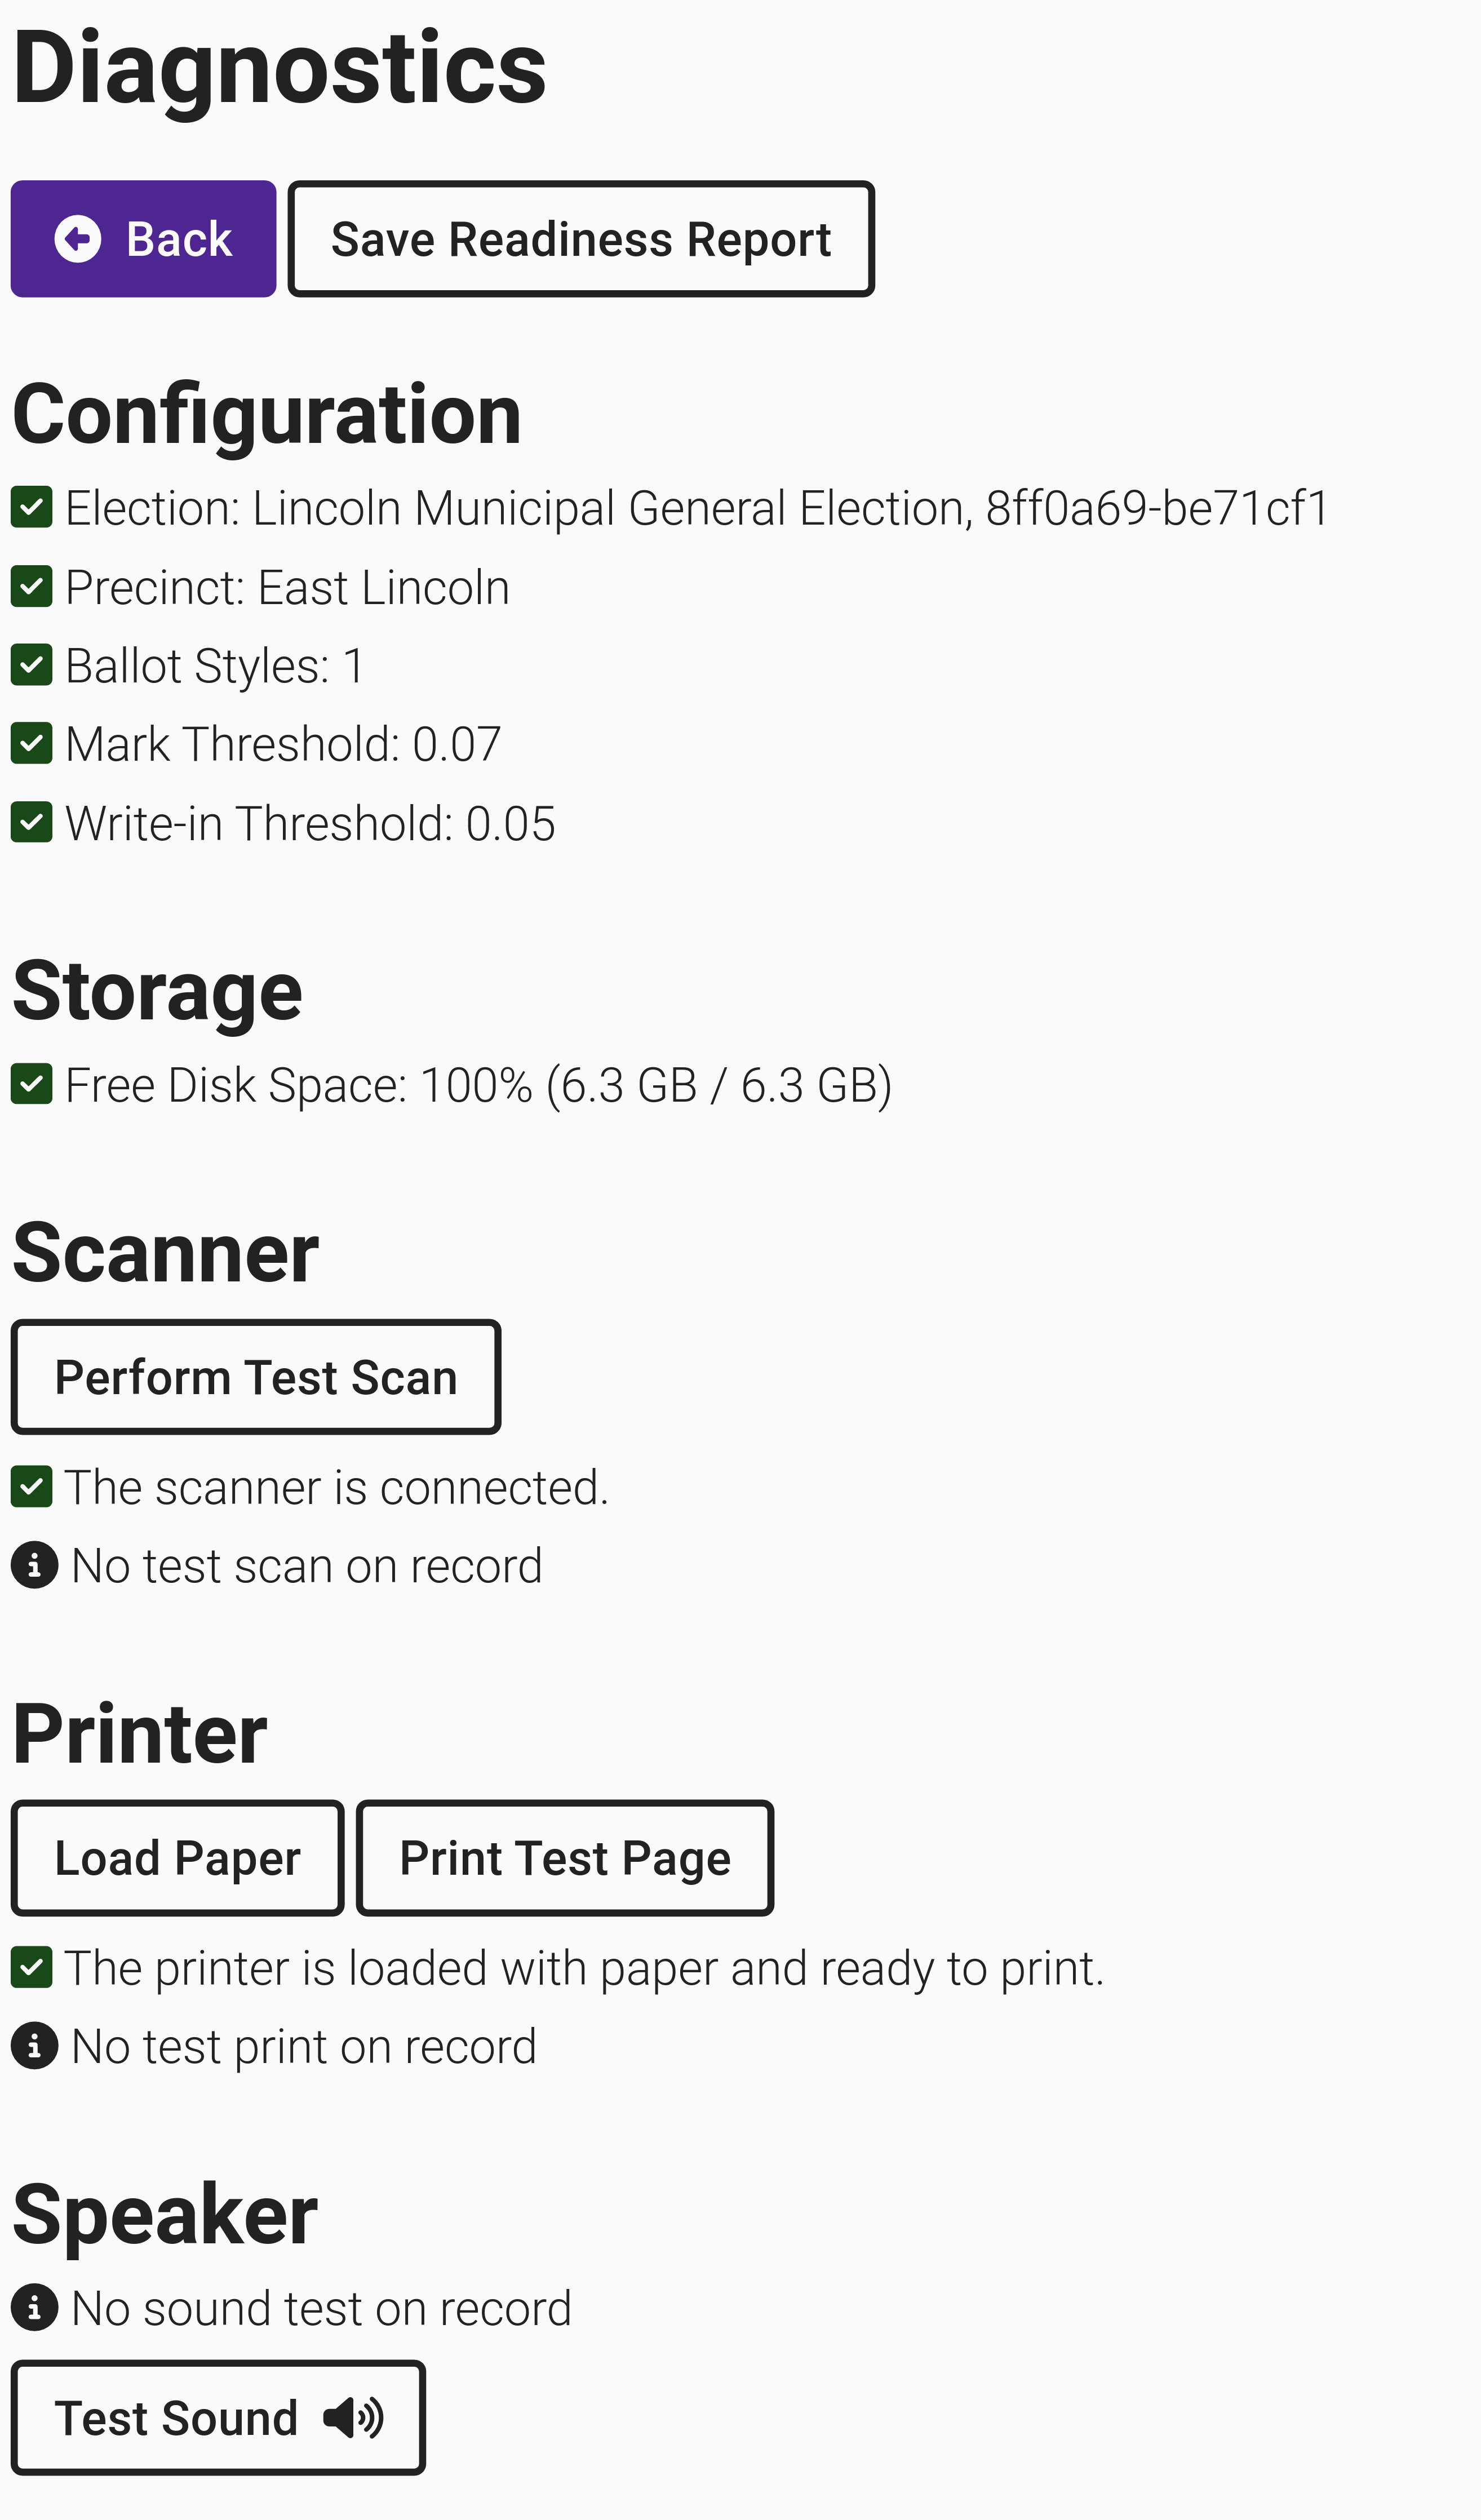 Diagnostics
Back
Save Readiness Report
Configuration
Election: Lincoln Municipal General Election, 8ff0a69-be71cf1
Precinct: East Lincoln
Ballot Styles: 1
Mark Threshold: 0.07
Write-in Threshold: 0.05
Storage
Free Disk Space: 100% (6.3 GB / 6.3 GB)
Scanner
Perform Test Scan
The scanner is connected.
No test scan on record
Printer
Load Paper
Print Test Page
The printer is loaded with paper and ready to print.
No test print on record
Speaker
No sound test on record
Test Sound